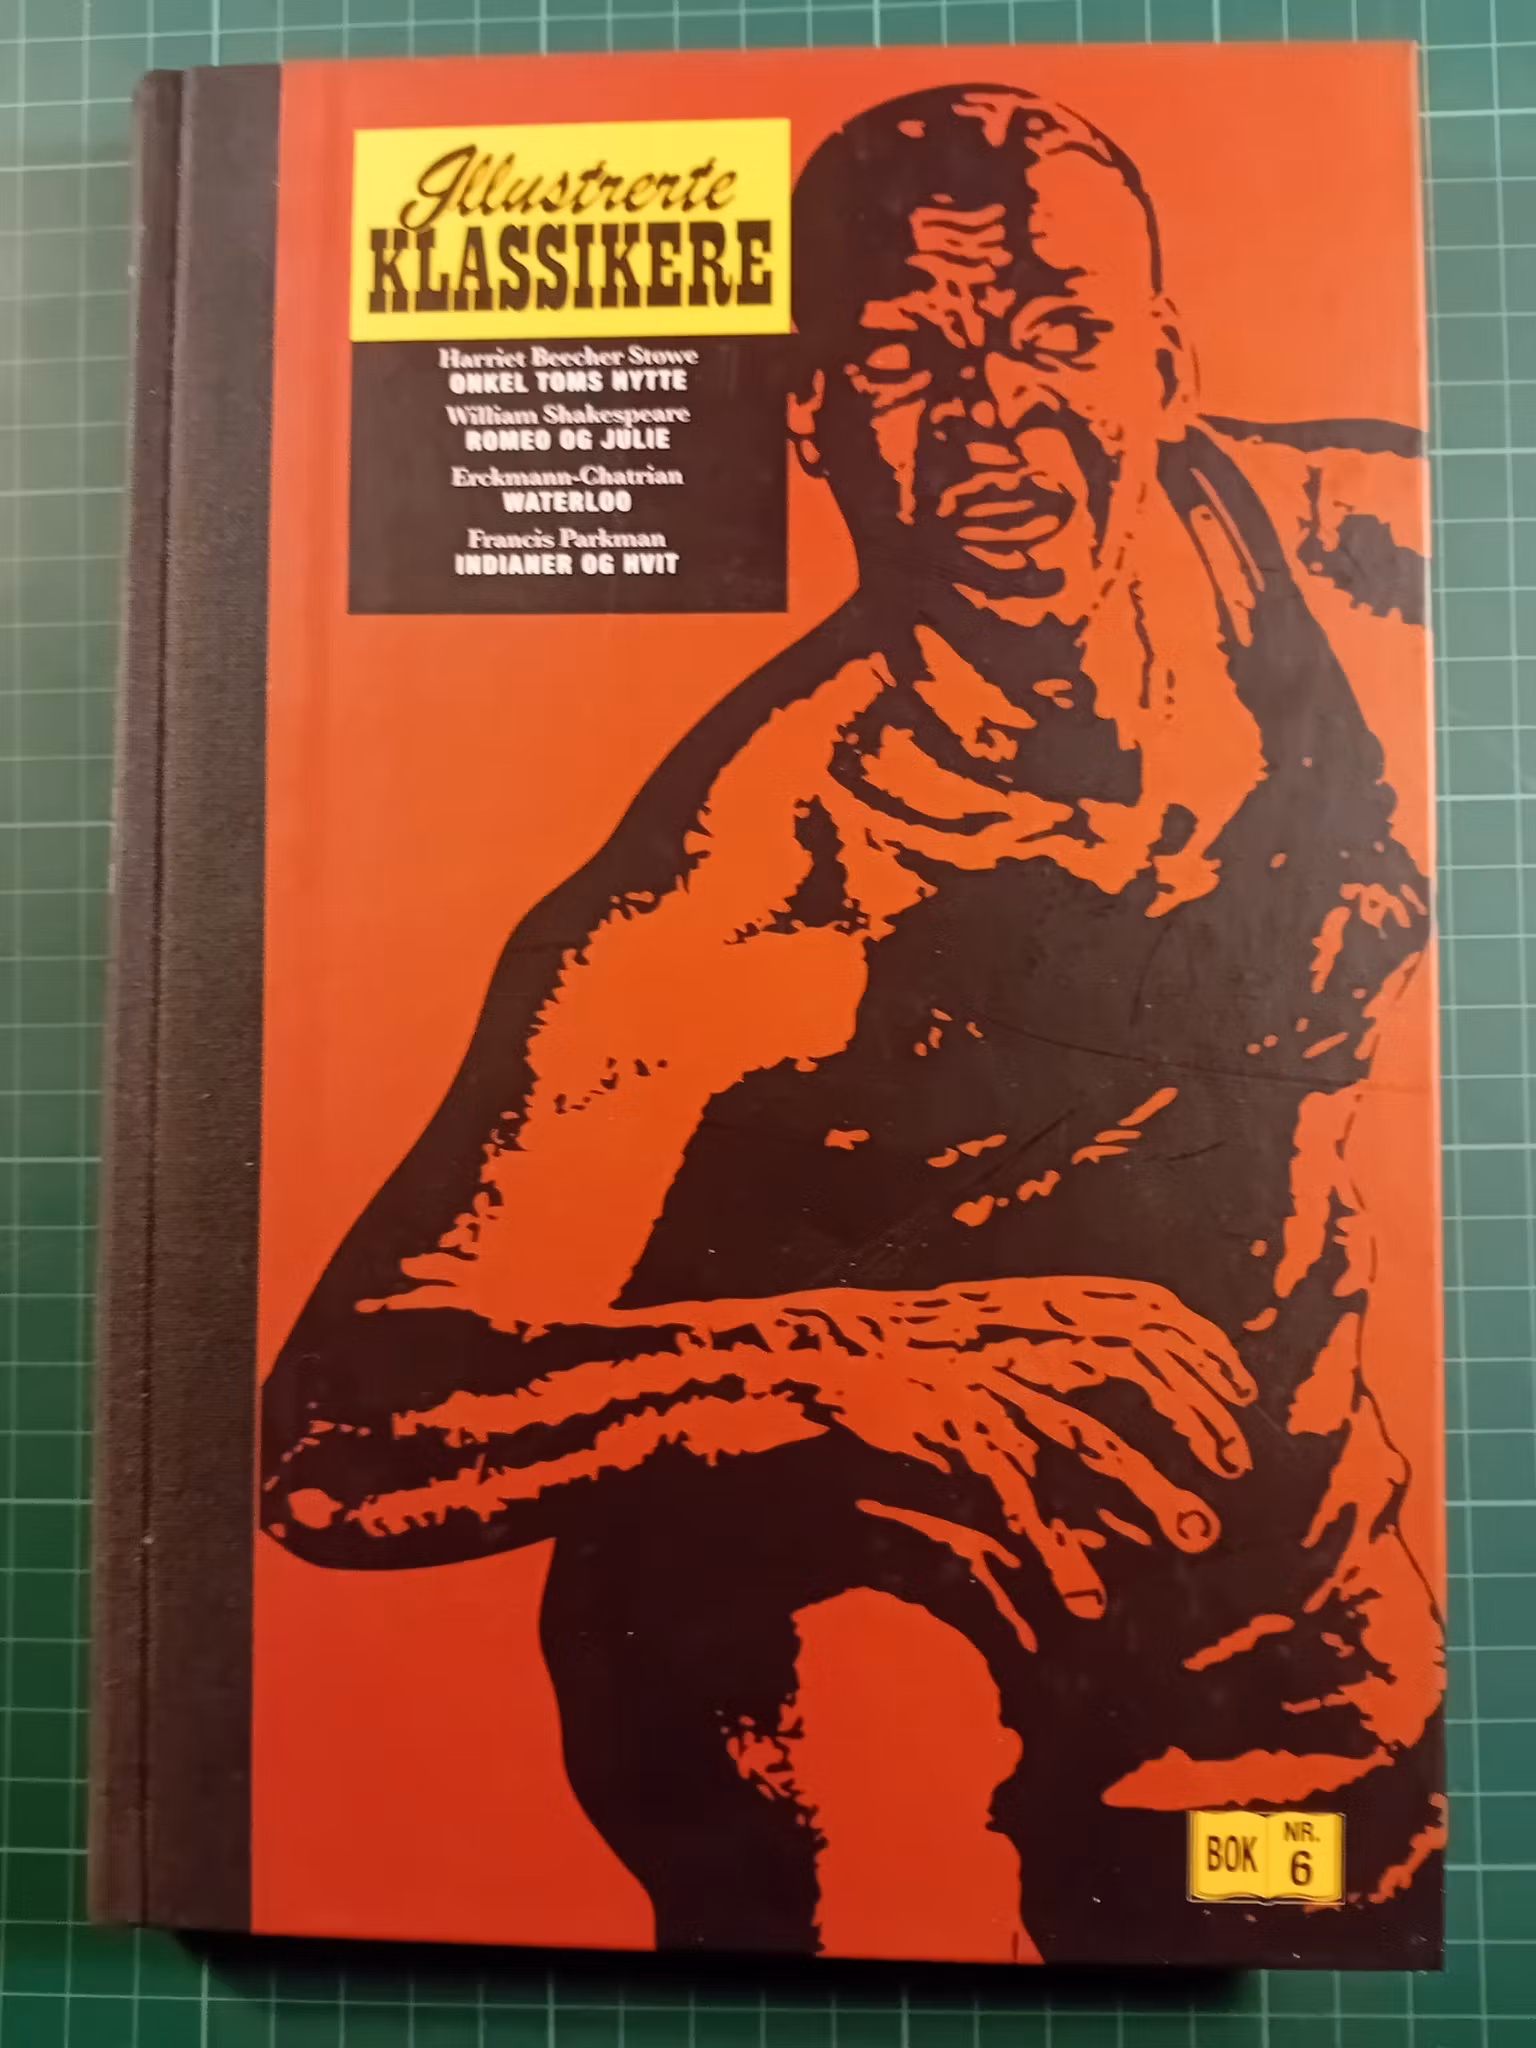 Illustrerte
KLASSIKERE
Harriet Beecher Stowe
ONKEL TOMS HYTTE
William Shakespeare
ROMEO OG JULIE
Erckmann-Chatrian
WATERLOO
Francis Parkman
INDIANER OG HVIT
BOK NR. 6